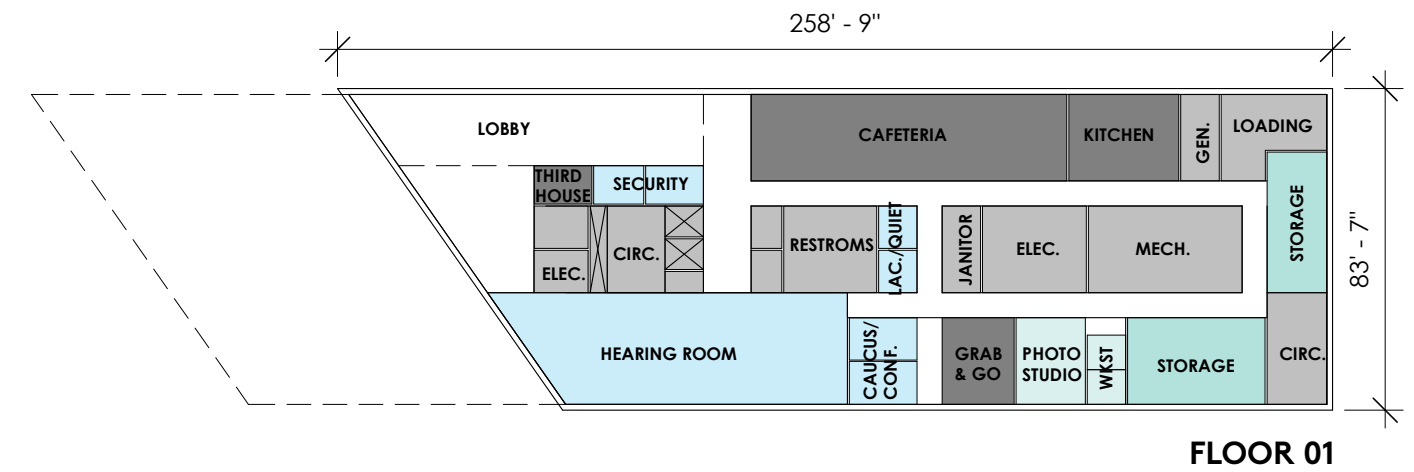 258' - 9"
LOBBY
CAFETERIA
KITCHEN
GEN.
LOADING
THIRD
HOUSE
SECURITY
STORAGE
83' - 7"
ELEC.
CIRC.
RESTROMS
LAC./QUIET
JANITOR
ELEC.
MECH.
HEARING ROOM
CAUCUS/
CONF.
GRAB
& GO
PHOTO
STUDIO
WKST
STORAGE
CIRC.
FLOOR 01